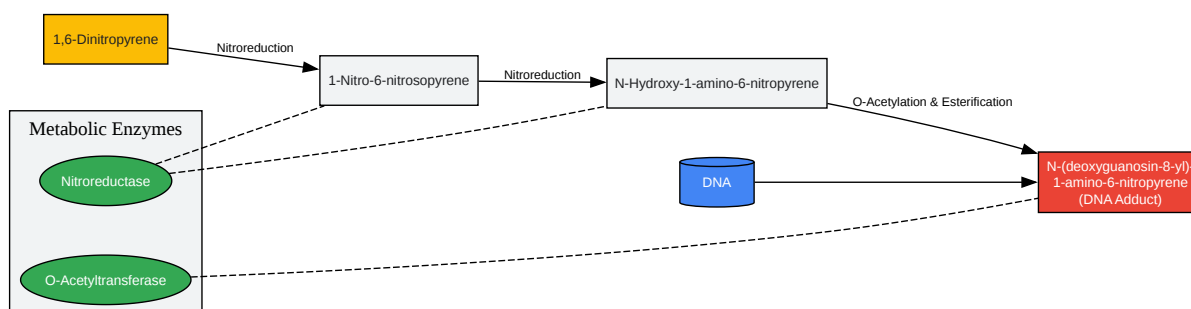 1,6-Dinitropyrene
Nitroreduction
1-Nitro-6-nitrosopyrene
Nitroreduction
N-Hydroxy-1-amino-6-nitropyrene
O-Acetylation & Esterification
Metabolic Enzymes
Nitroreductase
DNA
N-(deoxyguanosin-8-yl)-
1-amino-6-nitropyrene
(DNA Adduct)
O-Acetyltransferase